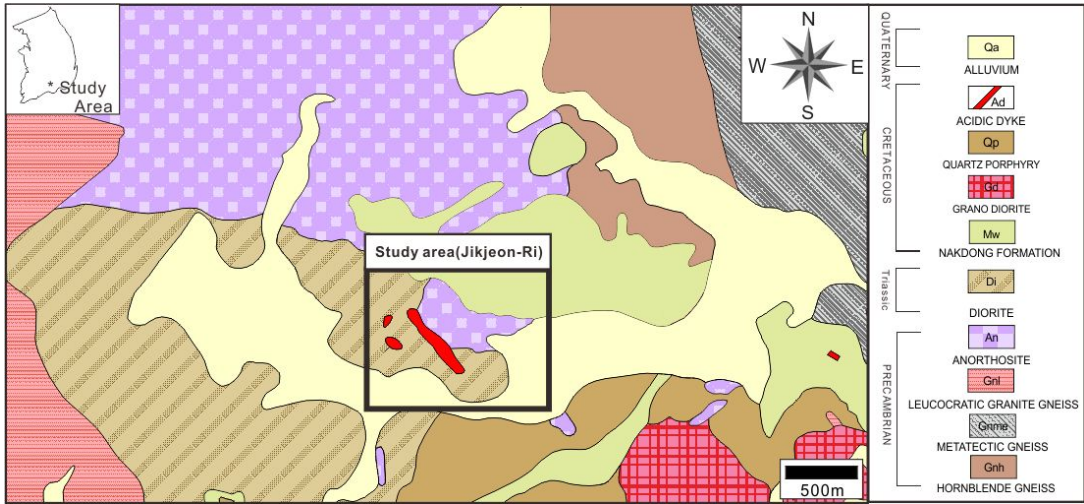 * Study
Area
N
W
E
S
Study area(Jikjeon-Ri)
500m
QUATERNARY
Qa
ALLUVIUM
CRETACEOUS
Ad
ACIDIC DYKE
Qp
QUARTZ PORPHYRY
Gd
GRANO DIORITE
Mw
NAKDONG FORMATION
Triassic
Di
DIORITE
PRECAMBRIAN
An
ANORTHOSITE
Gnl
LEUCOCRATIC GRANITE GNEISS
Gnme
METATECTIC GNEISS
Gnh
HORNBLENDE GNEISS